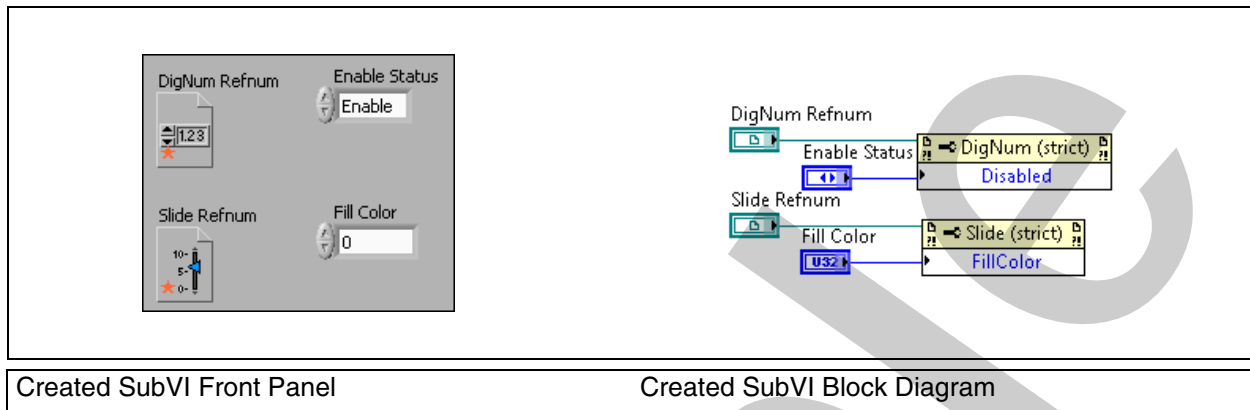 DigNum Refnum
Enable Status
Enable
1.23
Slide Refnum
Fill Color
10-
5-
0-
0
DigNum Refnum
Enable Status
DigNum (strict)
Disabled
Slide Refnum
Fill Color
U32
Slide (strict)
FillColor
?!
?!
?!
?!
Created SubVI Front Panel
Created SubVI Block Diagram
le